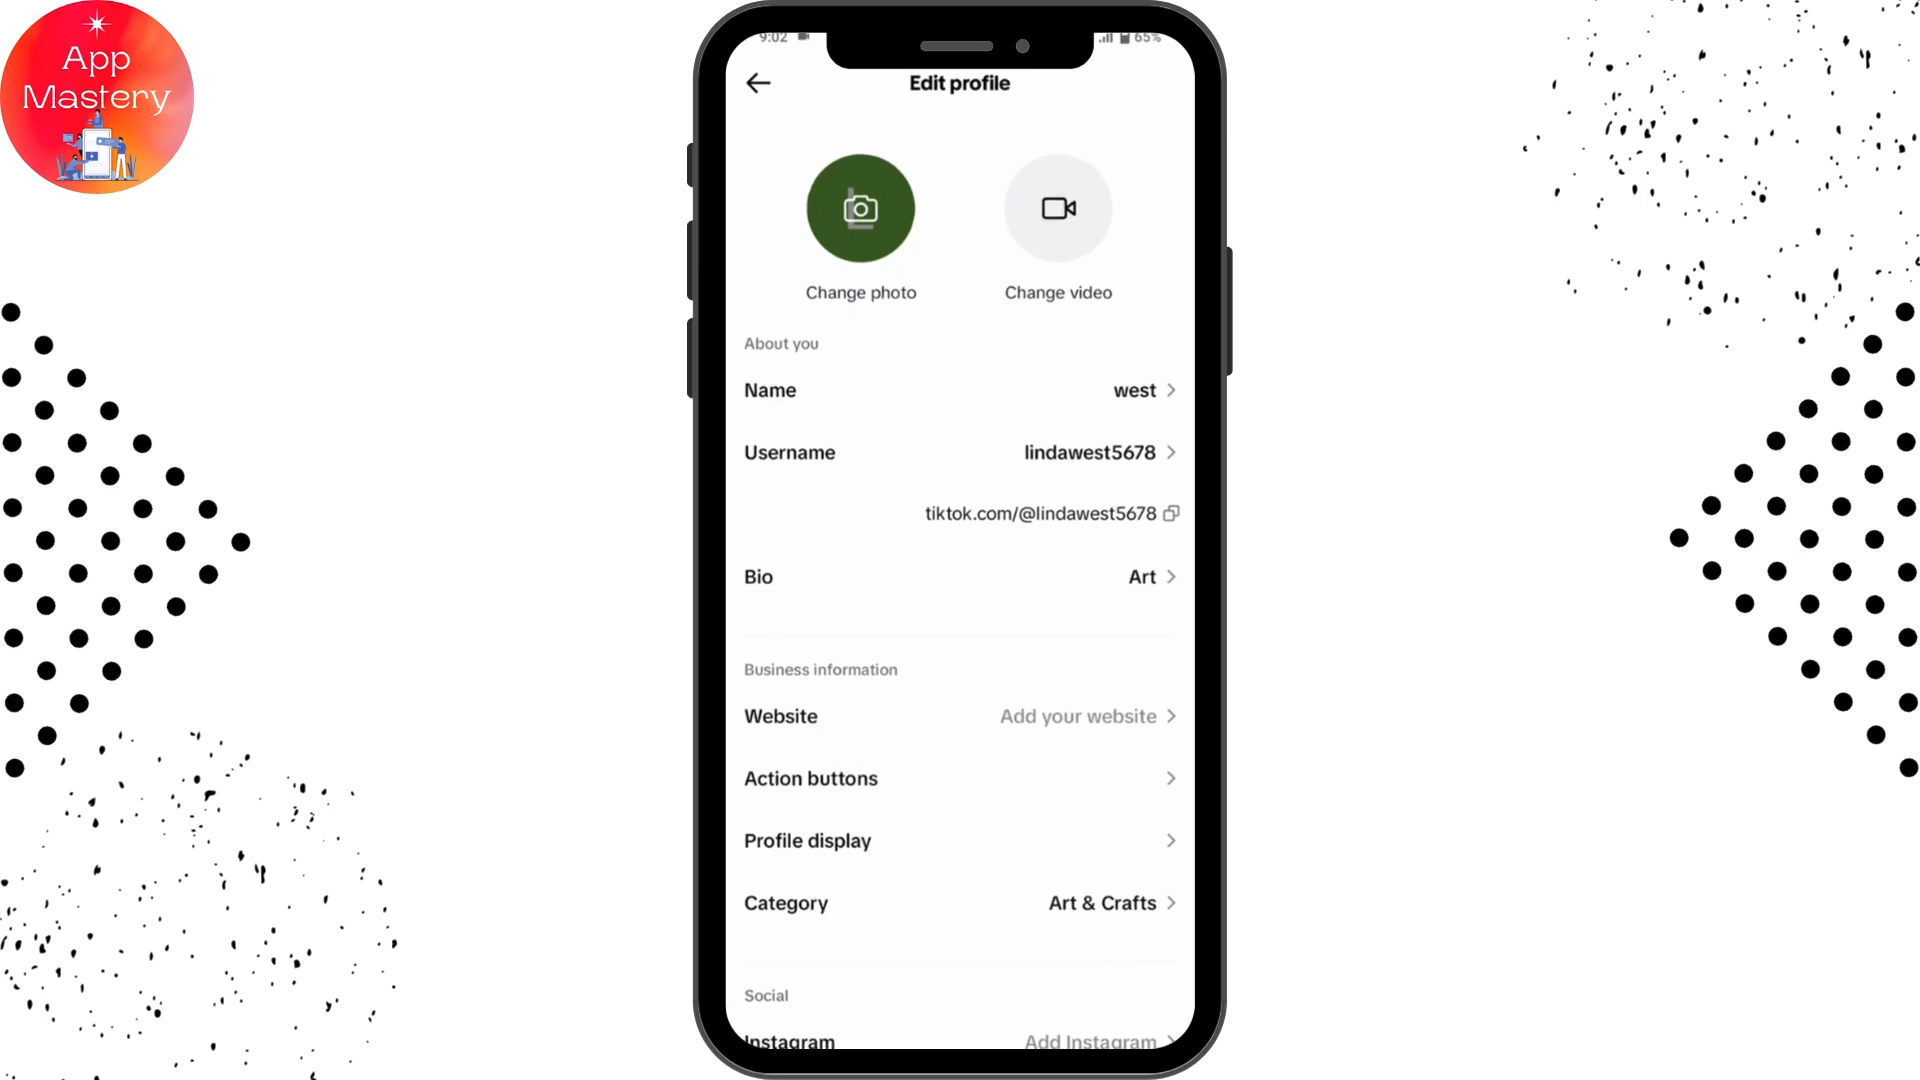 App
Mastery
9:02
65%
Edit profile
Change photo
Change video
About you
Name
west
Username
lindawest5678
tiktok.com/@lindawest5678
Bio
Art
Business information
Website
Add your website
Action buttons
Profile display
Category
Art & Crafts
Social
Instagram
Add Instagram